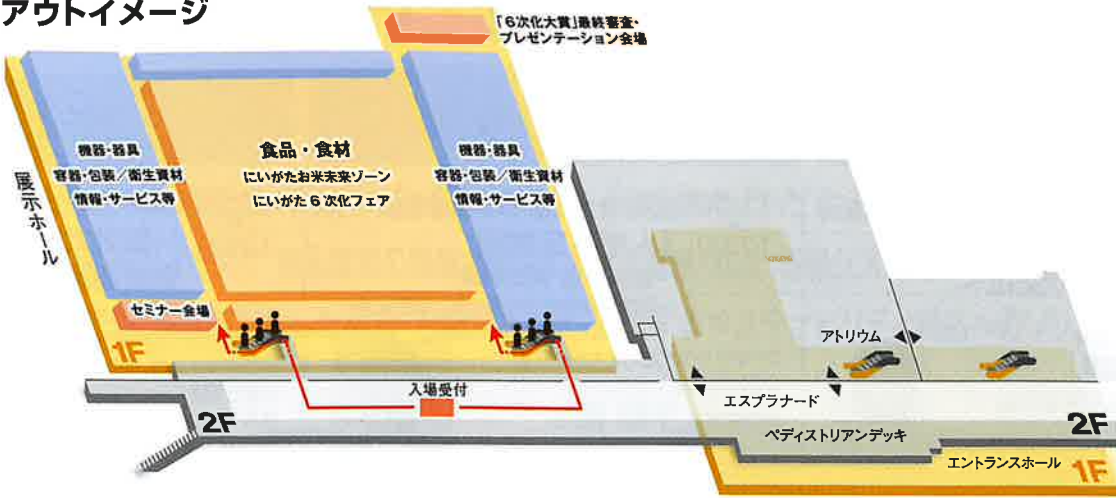 アウトイメージ
「6次化大賞」最終審査・
プレゼンテーション会場
機器・器具
容器・包装／衛生資材
情報・サービス等
食品・食材
にいがたお米未来ゾーン
にいがた6次化フェア
機器・器具
容器・包装／衛生資材
情報・サービス等
展示ホール
セミナー会場
1F
アトリウム
入場受付
エスプラナード
2F
ペディストリアンデッキ
2F
エントランスホール
1F